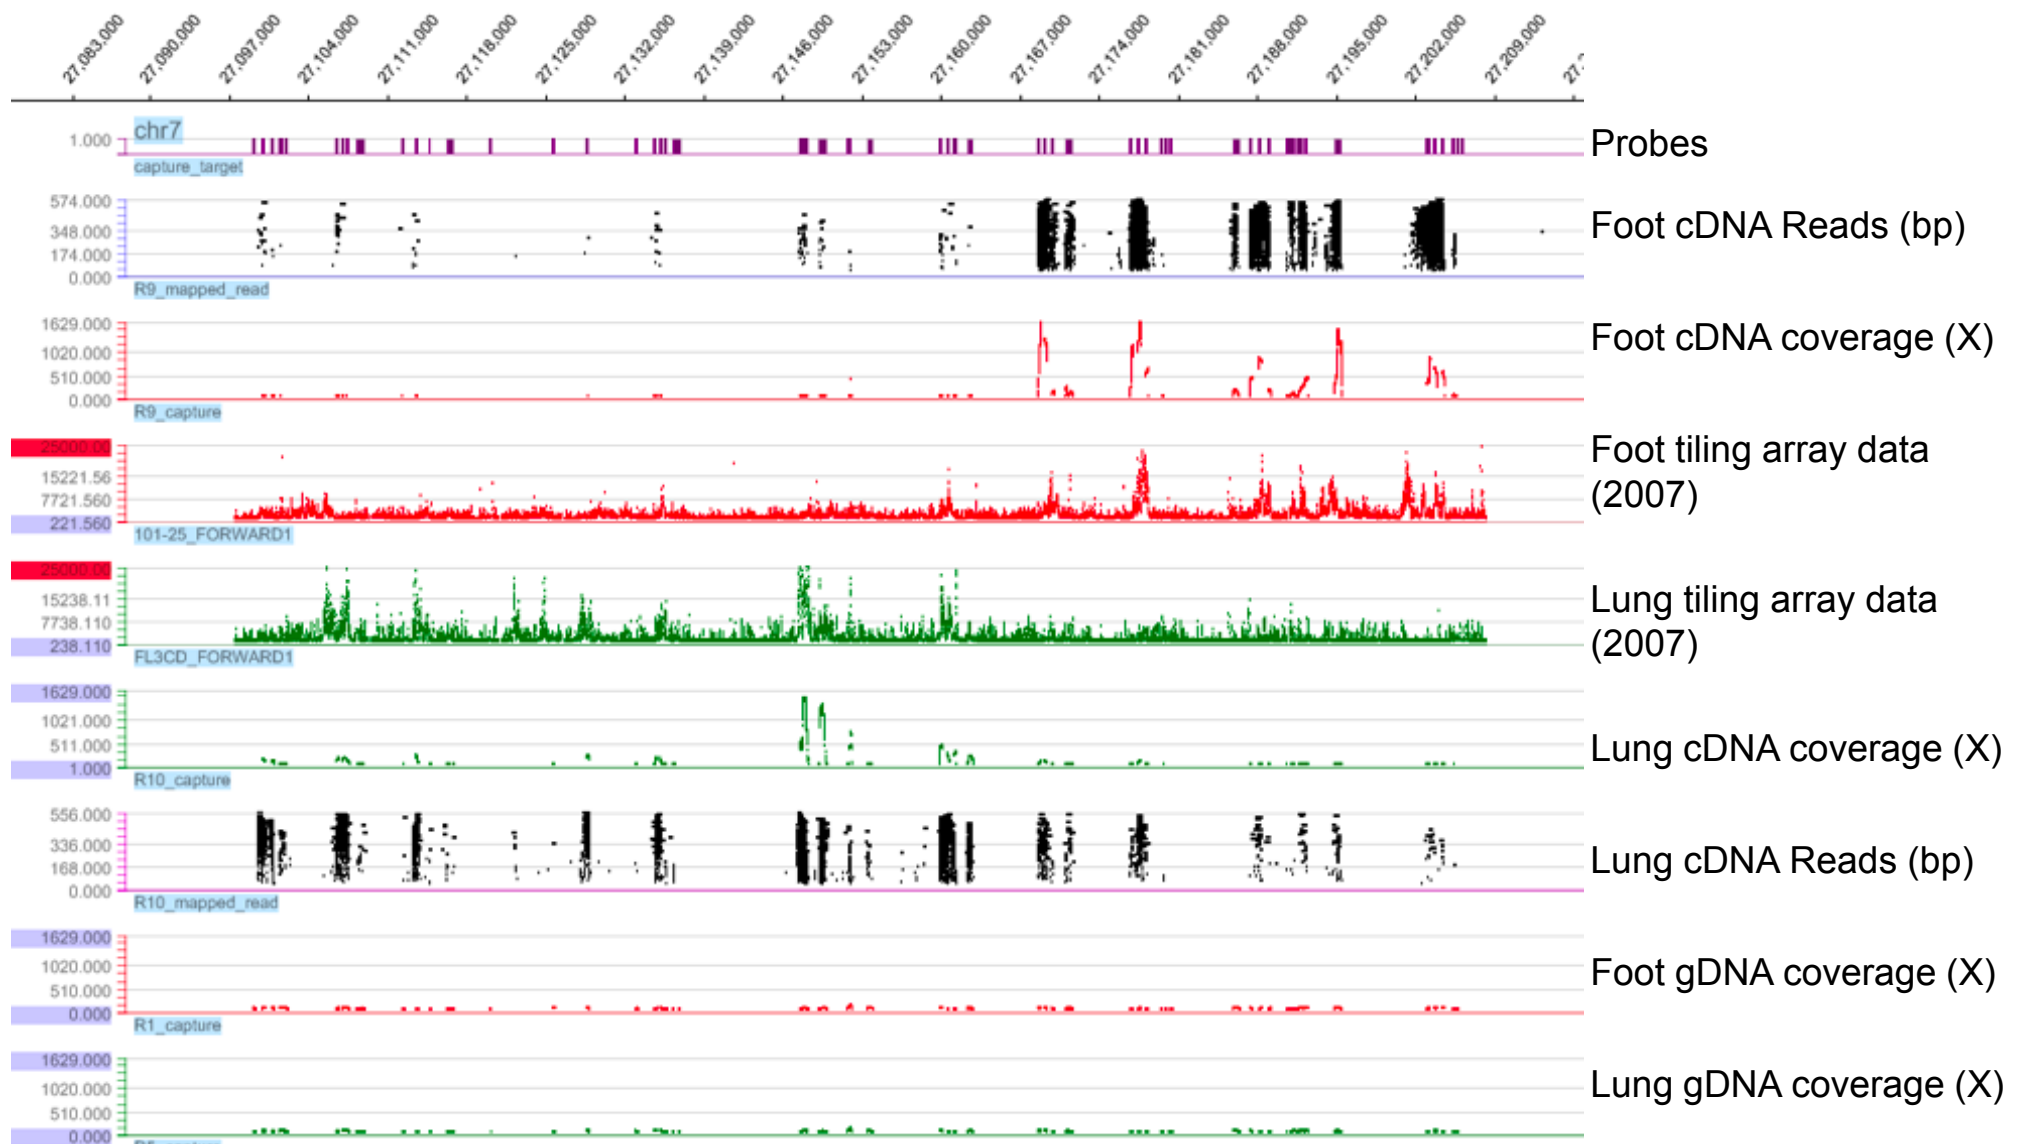 27,083,000 27,090,000 27,097,000 27,104,000 27,111,000 27,118,000 27,125,000 27,132,000 27,139,000 27,146,000 27,153,000 27,160,000 27,167,000 27,174,000 27,181,000 27,188,000 27,195,000 27,202,000 27,209,000
chr7
1.000
capture_target
Probes
574.000
348.000
174.000
0.000
R9_mapped_read
Foot cDNA Reads (bp)
1629.000
1020.000
510.000
0.000
R9_capture
Foot cDNA coverage (X)
25000.00
15221.56
7721.560
221.560
101-25_FORWARD1
Foot tiling array data
(2007)
25000.00
15238.11
7738.110
238.110
FL3CD_FORWARD1
Lung tiling array data
(2007)
1629.000
1021.000
511.000
1.000
R10_capture
Lung cDNA coverage (X)
556.000
336.000
168.000
0.000
R10_mapped_read
Lung cDNA Reads (bp)
1629.000
1020.000
510.000
0.000
R1_capture
Foot gDNA coverage (X)
1629.000
1020.000
510.000
0.000
Lung gDNA coverage (X)